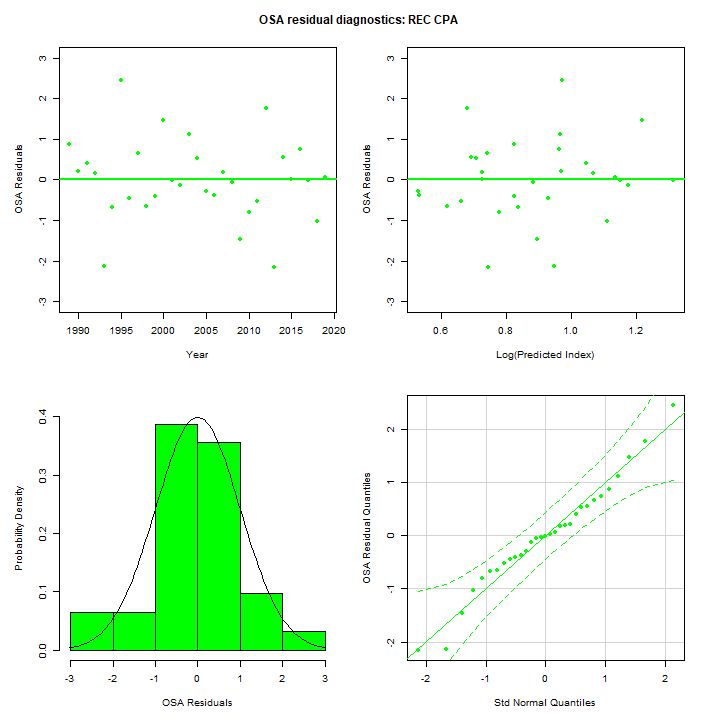 OSA residual diagnostics: REC CPA
3
2
1
0
-1
-2
-3
OSA Residuals
1990 1995 2000 2005 2010 2015 2020
Year
3
2
1
0
-1
-2
-3
OSA Residuals
0.6 0.8 1.0 1.2
Log(Predicted Index)
0.4
0.3
0.2
0.1
0.0
Probability Density
-3 -2 -1 0 1 2 3
OSA Residuals
2
1
0
-1
-2
OSA Residual Quantiles
-2 -1 0 1 2
Std Normal Quantiles